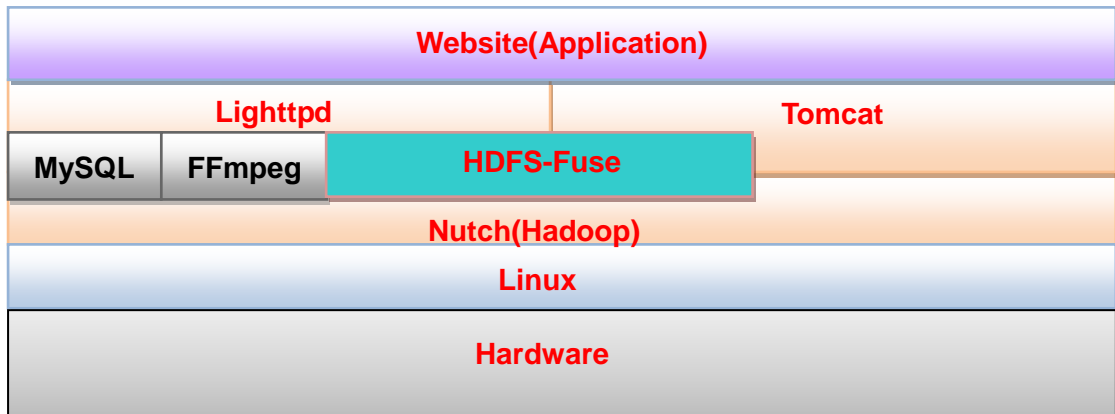 Website(Application)
Lighttpd
Tomcat
MySQL
FFmpeg
HDFS-Fuse
Nutch(Hadoop)
Linux
Hardware